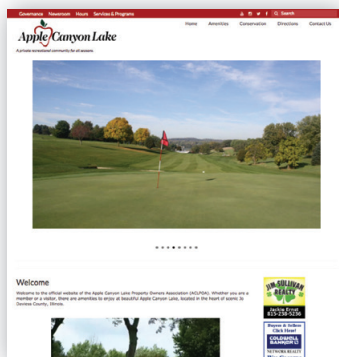 Governance Newsroom Hours Services & Programs Search
Home Amenities Conservation Directions Contact Us
Apple Canyon Lake
A private recreational community for all seasons.
Welcome
Welcome to the official website of the Apple Canyon Lake Property Owners Association (ACLPOA). Whether you are a
member or a visitor, there are amenities to enjoy at beautiful Apple Canyon Lake, located in the heart of scenic Jo
Daviess County, Illinois.
JIM SULLIVAN
REALTY
Jackie Ernst
815-238-5236
Buyers & Sellers
Click Here!
COLDWELL
BANKER
NETWORK REALTY